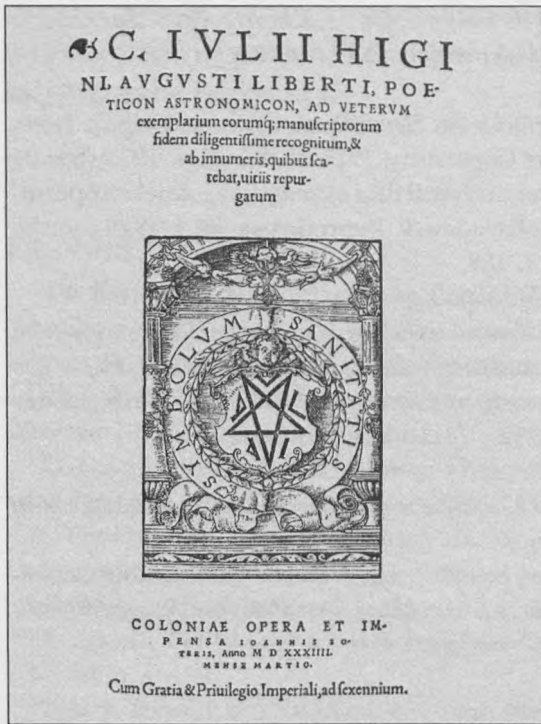 C. IVLII HIGI
NI, AVGVSTI LIBERTI, POE-
TICON ASTRONOMICON, AD VETERVM
exemplarium eorumq; manuscriptorum
fidem diligentissime recognitum, &
ab innumeris, quibus sca-
tebat, uitiis repur-
gatum
SYMBOLVM SANITATIS
COLONIAE OPERA ET IM-
PENSA IOANNIS SO-
TERIS, Anno M D XXXIIII.
MENSE MARTIO.
Cum Gratia & Priuilegio Imperiali, ad sexennium.